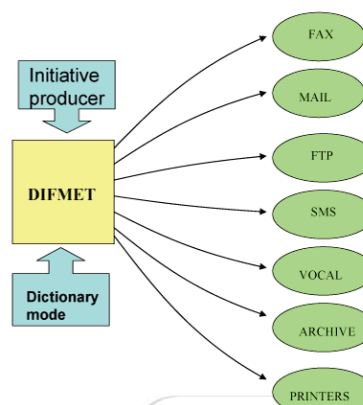 Initiative
producer
DIFMET
Dictionary
mode
FAX
MAIL
FTP
SMS
VOCAL
ARCHIVE
PRINTERS